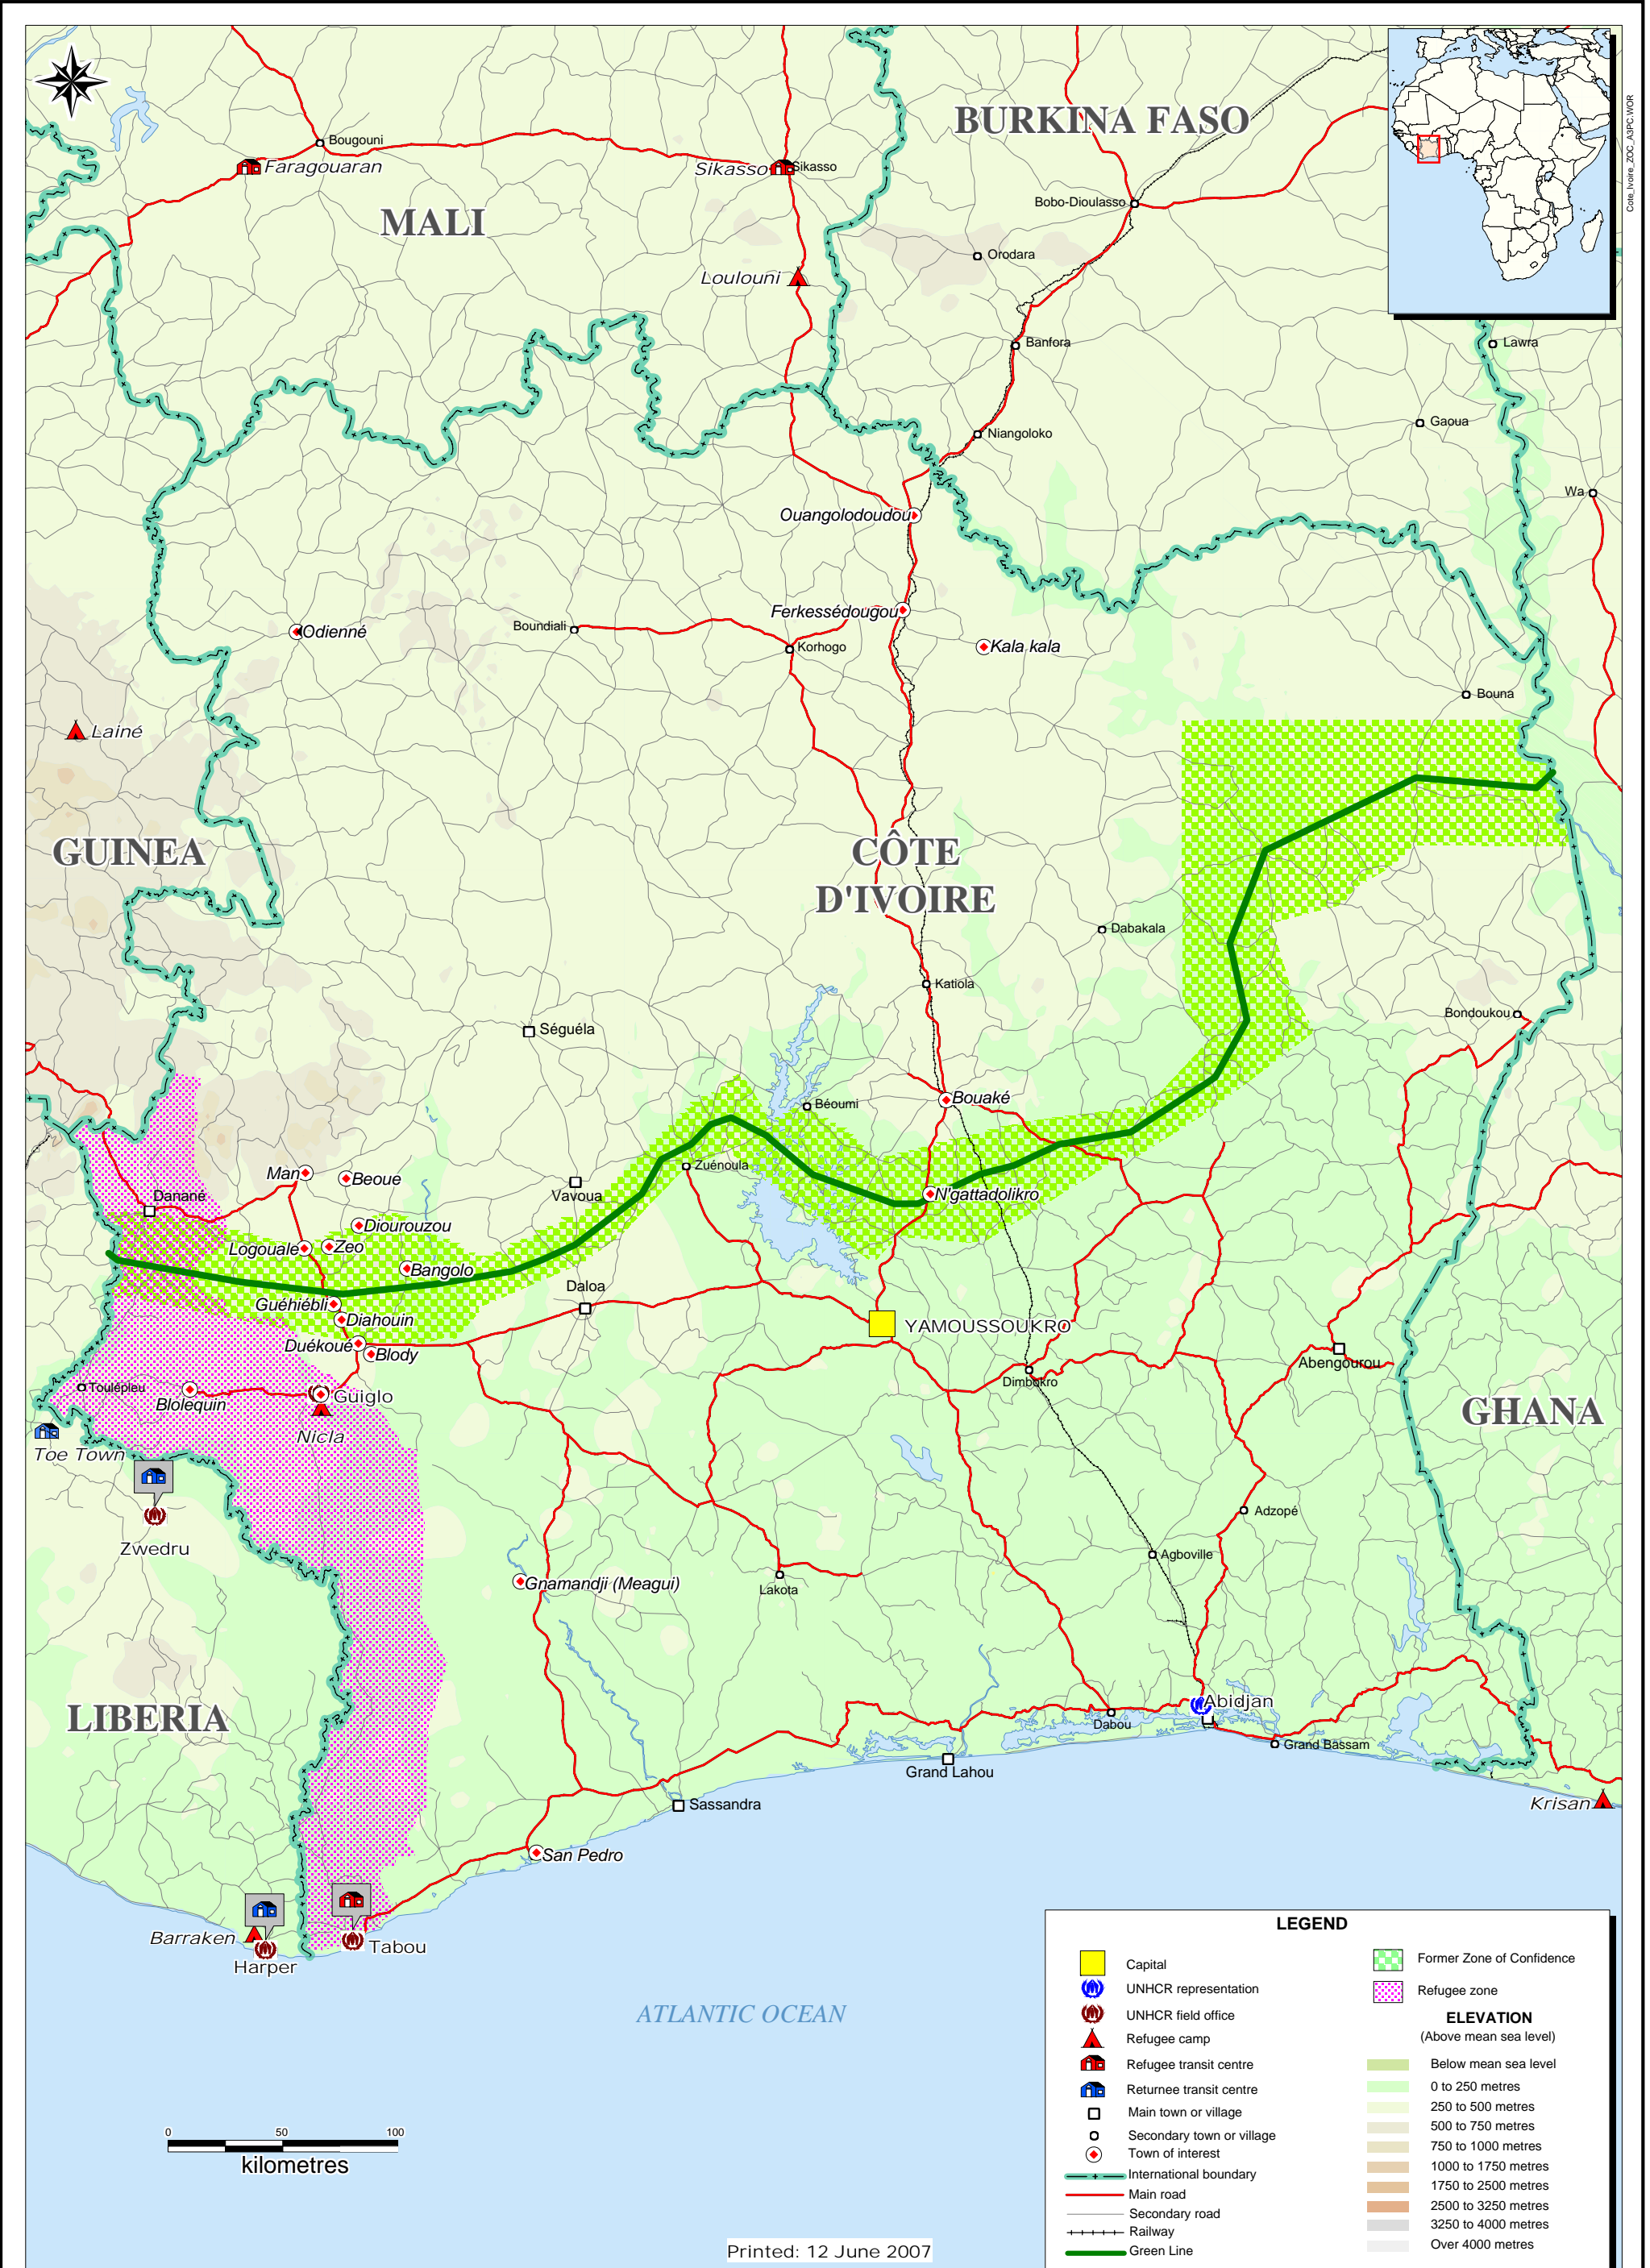 Cote_Ivoire_ZOC_A3PC.WOR
BURKINA FASO
Bougouni
Faragouaran
Sikasso
Sikasso
MALI
Bobo-Dioulasso
Orodara
Loulouni
Banfora
Lawra
Gaoua
Niangoloko
Wa
Ouangolodoudou
Ferkessédougou
Odienné
Boundiali
Korhogo
Kala kala
Bouna
Lainé
GUINEA
CÔTE
D'IVOIRE
Dabakala
Katiola
Séguéla
Bondoukou
Bouaké
Béoumi
Zuénoula
Man
Beoue
Danané
Vavoua
N'gattadolikro
Diourouzou
Logouale
Zeo
Bangolo
Daloa
Guéhiébli
Diahouin
YAMOUSSOUKRO
Duékoué
Blody
Abengourou
Dimbokro
Toulépleu
Blolequin
Guiglo
Nicla
GHANA
Toe Town
Zwedru
Adzopé
Agboville
Gnamandji (Meagui)
Lakota
LIBERIA
Abidjan
Dabou
Grand Bassam
Grand Lahou
Sassandra
Krisan
San Pedro
Barraken
Harper
Tabou
ATLANTIC OCEAN
LEGEND
Capital
UNHCR representation
UNHCR field office
Refugee camp
Refugee transit centre
Returnee transit centre
Main town or village
Secondary town or village
Town of interest
International boundary
Main road
Secondary road
Railway
Green Line
Former Zone of Confidence
Refugee zone
ELEVATION
(Above mean sea level)
Below mean sea level
0 to 250 metres
250 to 500 metres
500 to 750 metres
750 to 1000 metres
1000 to 1750 metres
1750 to 2500 metres
2500 to 3250 metres
3250 to 4000 metres
Over 4000 metres
0 50 100
kilometres
Printed: 12 June 2007